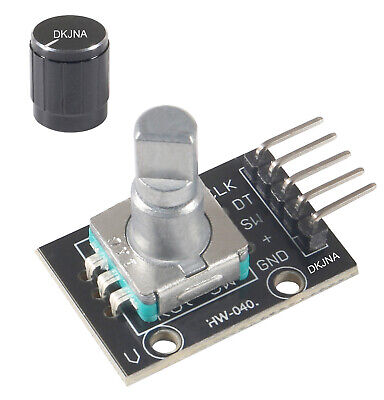 DKJNA
CLK
DT
SW
+
GND
DKJNA
HW-040.